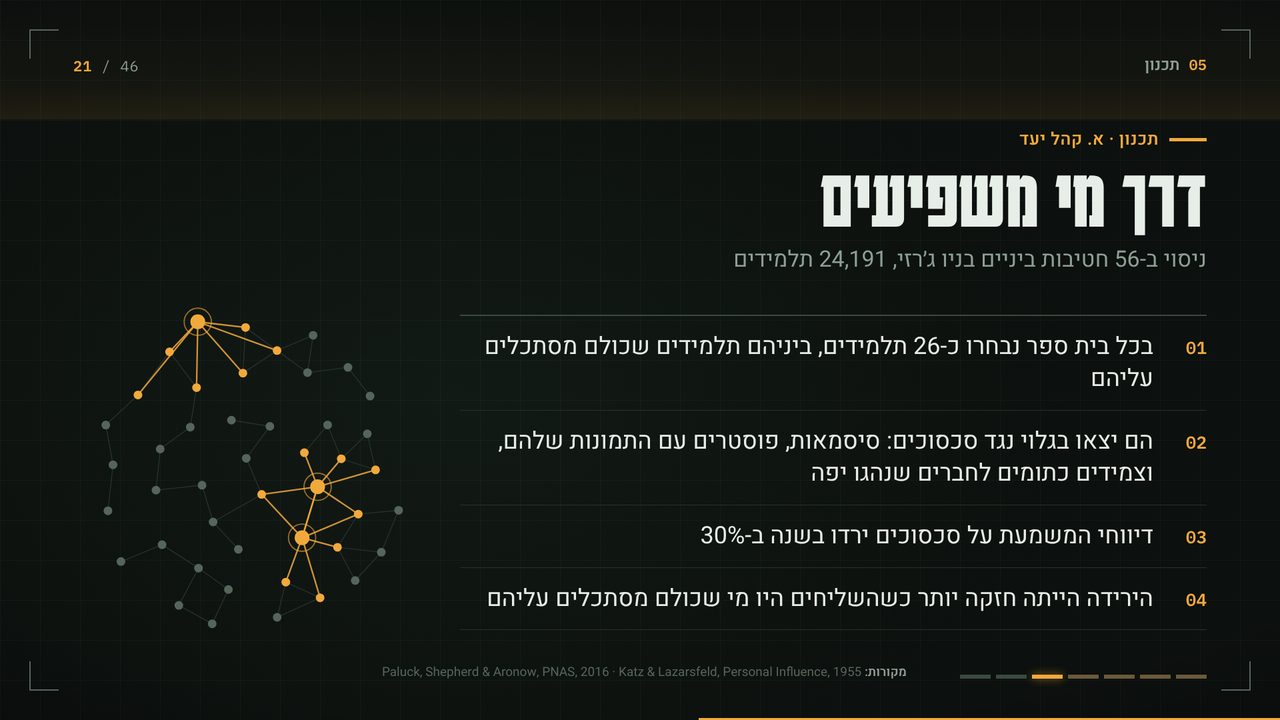 05 תכנון
21 / 46
תכנון · א. קהל יעד
דרך מי משפיעים
ניסוי ב-56 חטיבות ביניים בניו ג׳רזי, 24,191 תלמידים
01 בכל בית ספר נבחרו כ-26 תלמידים, ביניהם תלמידים שכולם מסתכלים
עליהם
02 הם יצאו בגלוי נגד סכסוכים: סיסמאות, פוסטרים עם התמונות שלהם,
וצמידים כתומים לחברים שנהגו יפה
03 דיווחי המשמעת על סכסוכים ירדו בשנה ב-30%
04 הירידה הייתה חזקה יותר כשהשליחים היו מי שכולם מסתכלים עליהם
מקורות: Paluck, Shepherd & Aronow, PNAS, 2016 · Katz & Lazarsfeld, Personal Influence, 1955